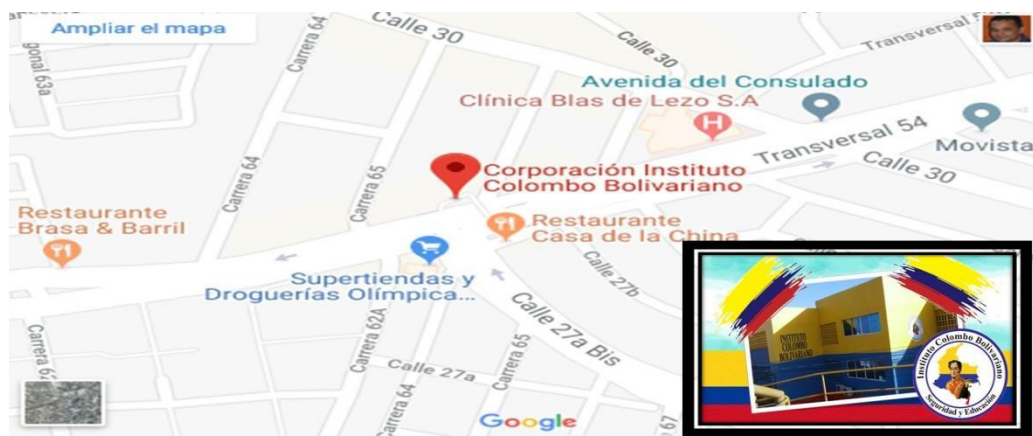 Ampliar el mapa
Calle 30
Calle 30
Transversal
Carrera 64
Avenida del Consulado
Clínica Blas de Lezo S.A
H
Transversal 54
Movista
Calle 30
Carrera 64
Carrera 65
Corporación Instituto
Colombo Bolivariano
Restaurante
Brasa & Barril
Restaurante
Casa de la China
Supertiendas y
Droguerías Olímpica...
Calle 27b
Calle 27a Bis
Carrera 62A
Carrera 65
Calle 27a
Carrera 64
Google
INSTITUTO
COLOMBO
BOLIVARIANO
Instituto Colombo Bolivariano
Seguridad y Educación